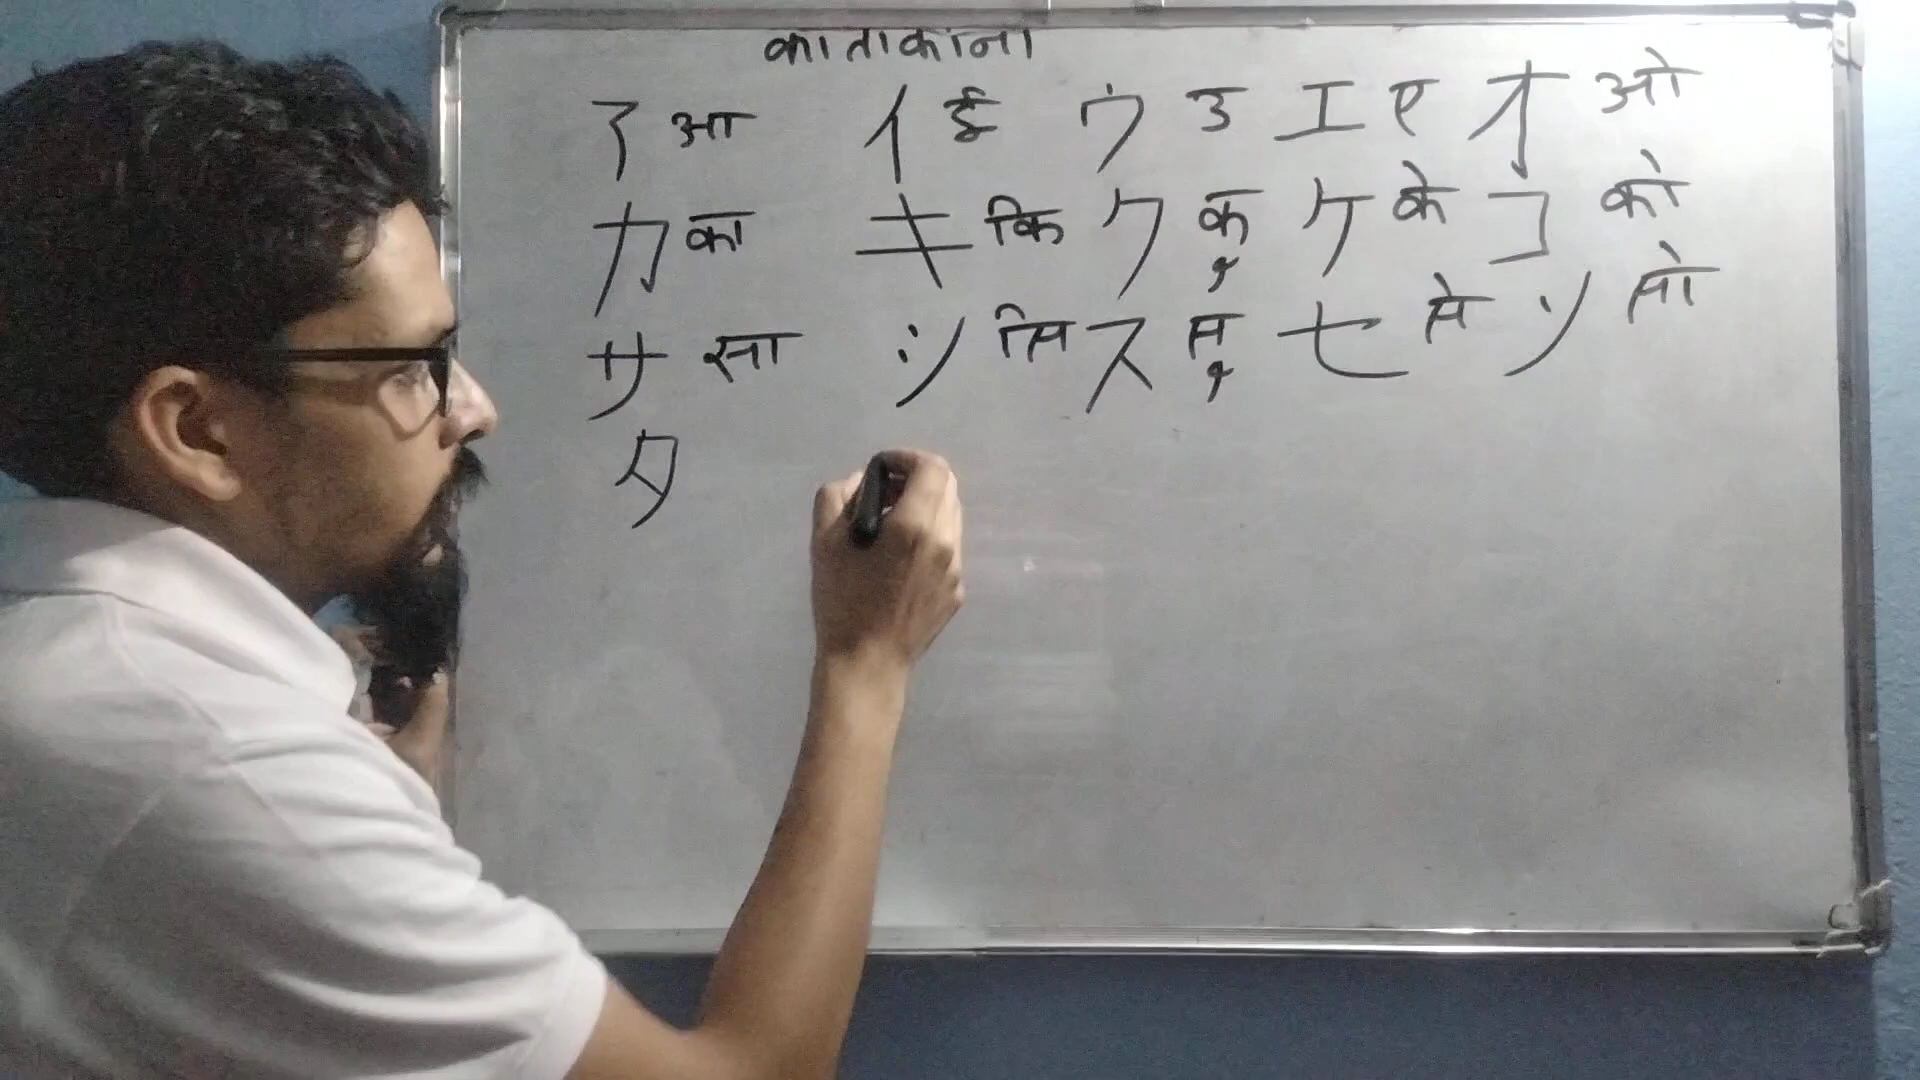 काताकाना
ア आ イ ई ウ उ エ ए オ ओ
カ का キ कि ク कु ケ के コ को
サ सा シ सि ス सु セ से ソ सो
タ